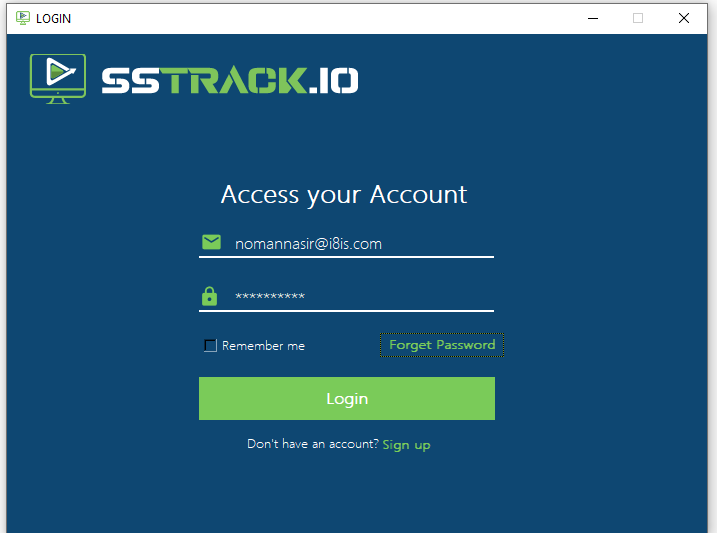 LOGIN
SSTRACK.IO
Access your Account
nomannasir@i8is.com
**********
Remember me Forget Password
Login
Don't have an account? Sign up